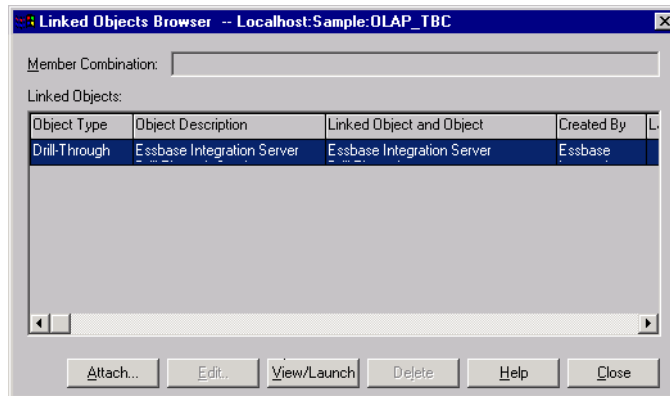 Linked Objects Browser -- Localhost:Sample:OLAP_TBC
Member Combination:
Linked Objects:
Object Type Object Description Linked Object and Object Created By
Drill-Through Essbase Integration Server Essbase Integration Server Essbase
Attach... Edit.. View/Launch Delete Help Close